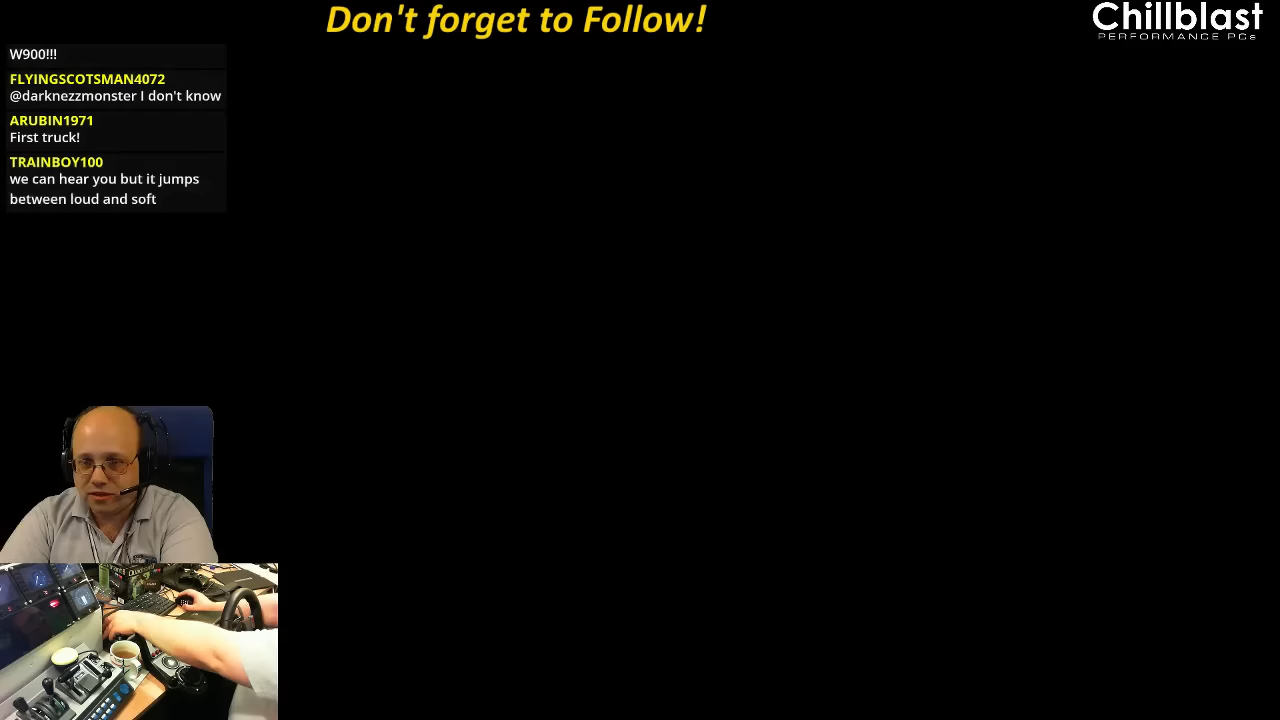 Don't forget to Follow!
Chillblast
PERFORMANCE PCs
W900!!!
FLYINGSCOTSMAN4072
@darknezzmonster I don't know
ARUBIN1971
First truck!
TRAINBOY100
we can hear you but it jumps
between loud and soft